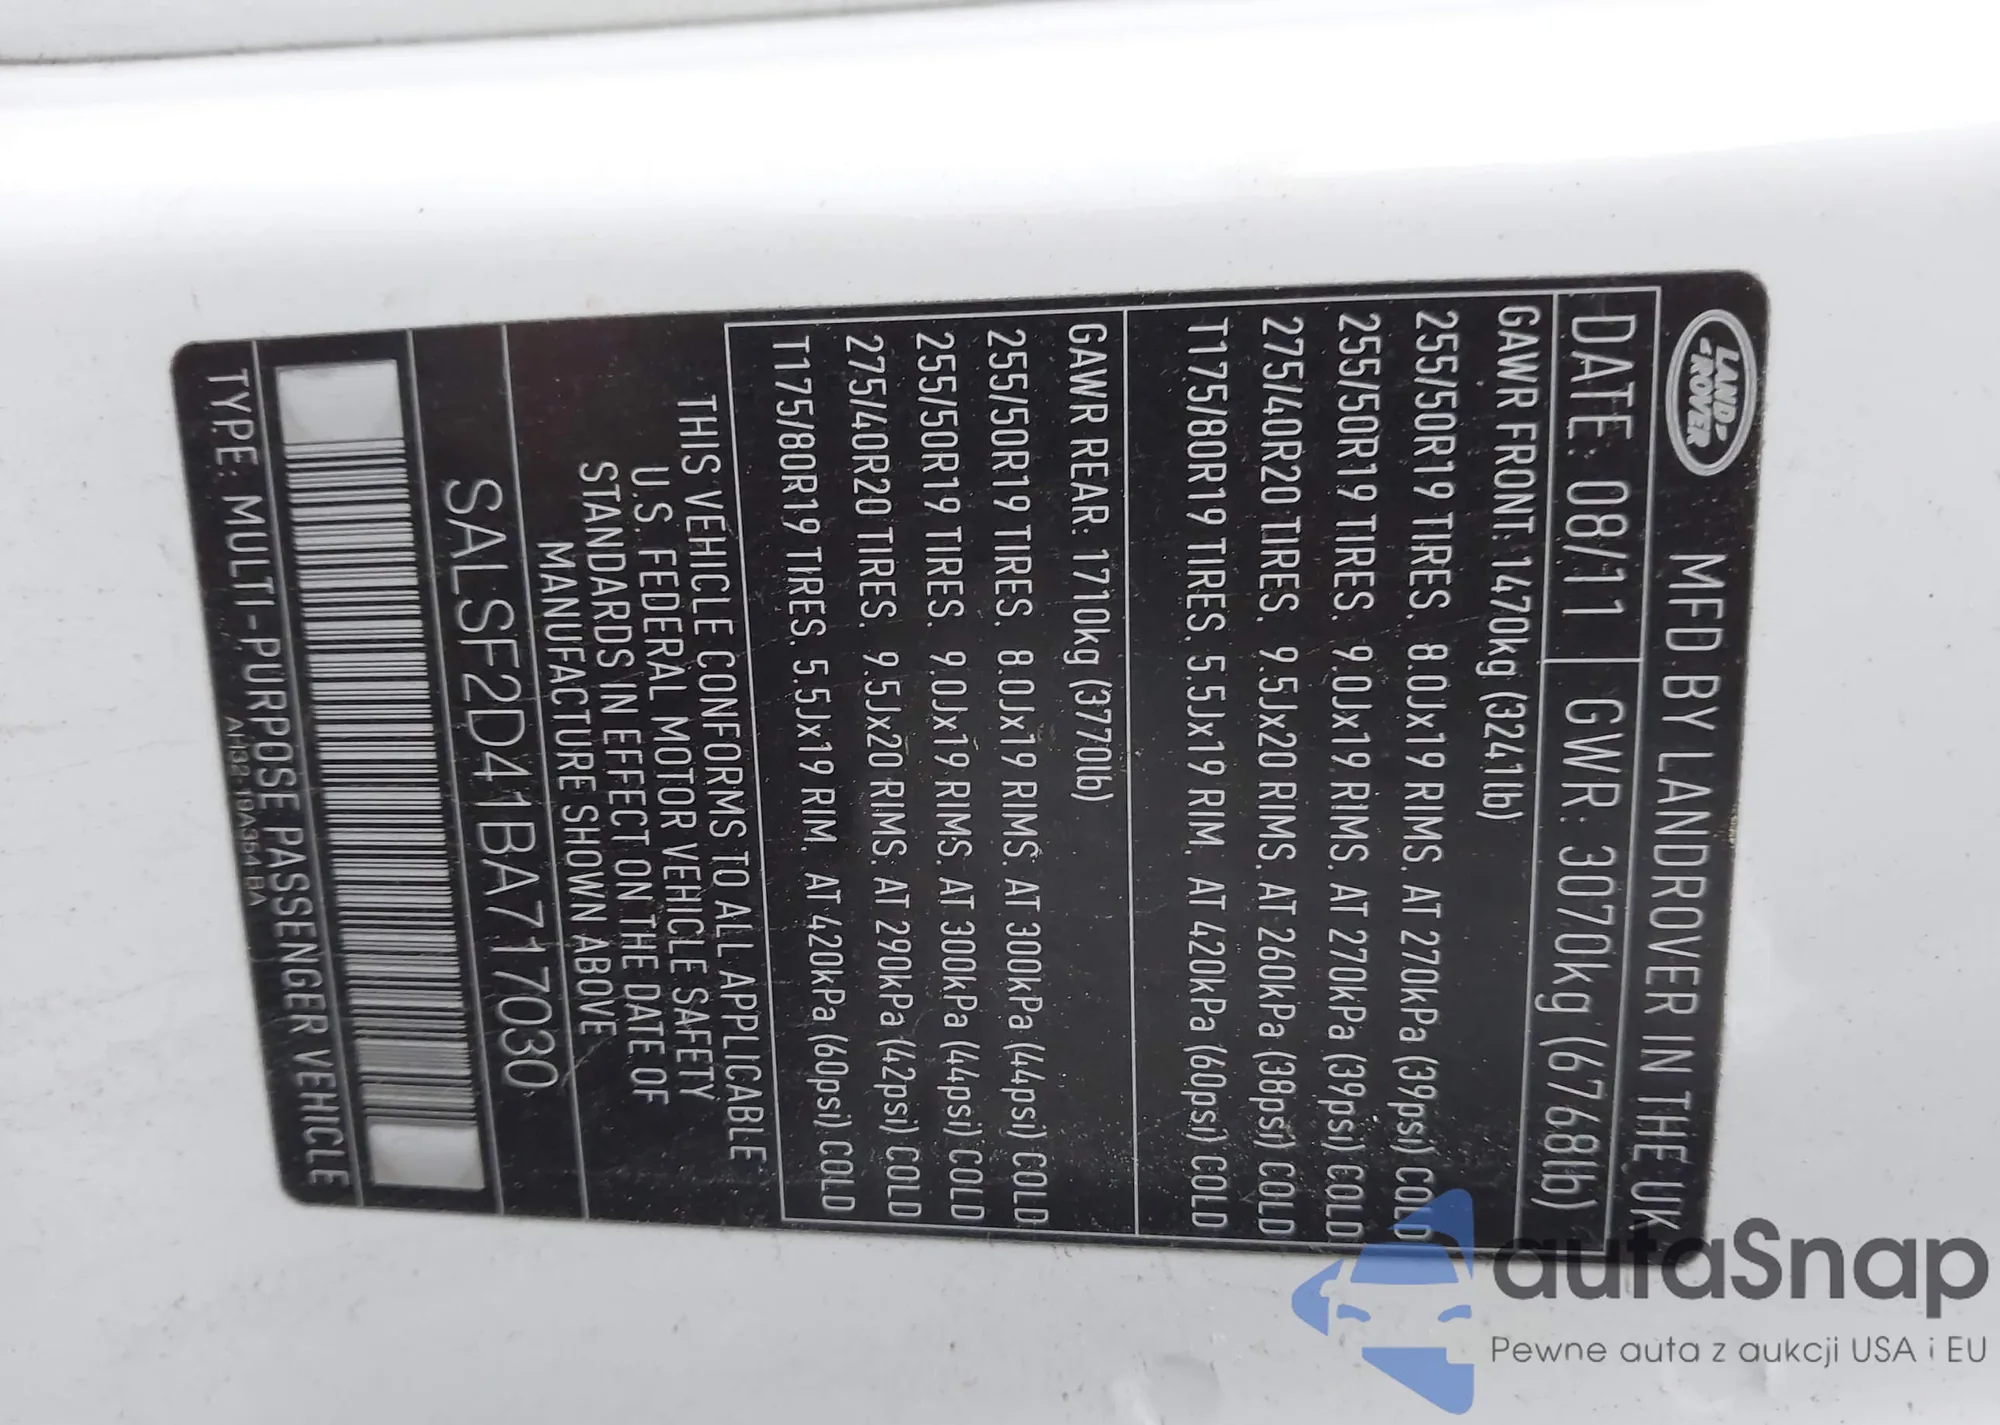 LAND
ROVER
MFD BY LANDROVER IN THE UK
DATE: 08/11 GWR: 3070kg (6768lb)
GAWR FRONT: 1470kg (3241lb)
255/50R19 TIRES. 8.0Jx19 RIMS. AT 270kPa (39psi) COLD
255/50R19 TIRES. 9.0Jx19 RIMS. AT 270kPa (39psi) COLD
275/40R20 TIRES. 9.5Jx20 RIMS. AT 260kPa (38psi) COLD
T175/80R19 TIRES. 5.5Jx19 RIM. AT 420kPa (60psi) COLD
GAWR REAR: 1710kg (3770lb)
255/50R19 TIRES. 8.0Jx19 RIMS. AT 300kPa (44psi) COLD
255/50R19 TIRES. 9.0Jx19 RIMS. AT 300kPa (44psi) COLD
275/40R20 TIRES. 9.5Jx20 RIMS. AT 290kPa (42psi) COLD
T175/80R19 TIRES. 5.5Jx19 RIM. AT 420kPa (60psi) COLD
THIS VEHICLE CONFORMS TO ALL APPLICABLE
U.S. FEDERAL MOTOR VEHICLE SAFETY
STANDARDS IN EFFECT ON THE DATE OF
MANUFACTURE SHOWN ABOVE
SALSF2D41BA717030
TYPE: MULTI-PURPOSE PASSENGER VEHICLE
AH32 19A354 BA
autaSnap
Pewne auta z aukcji USA i EU